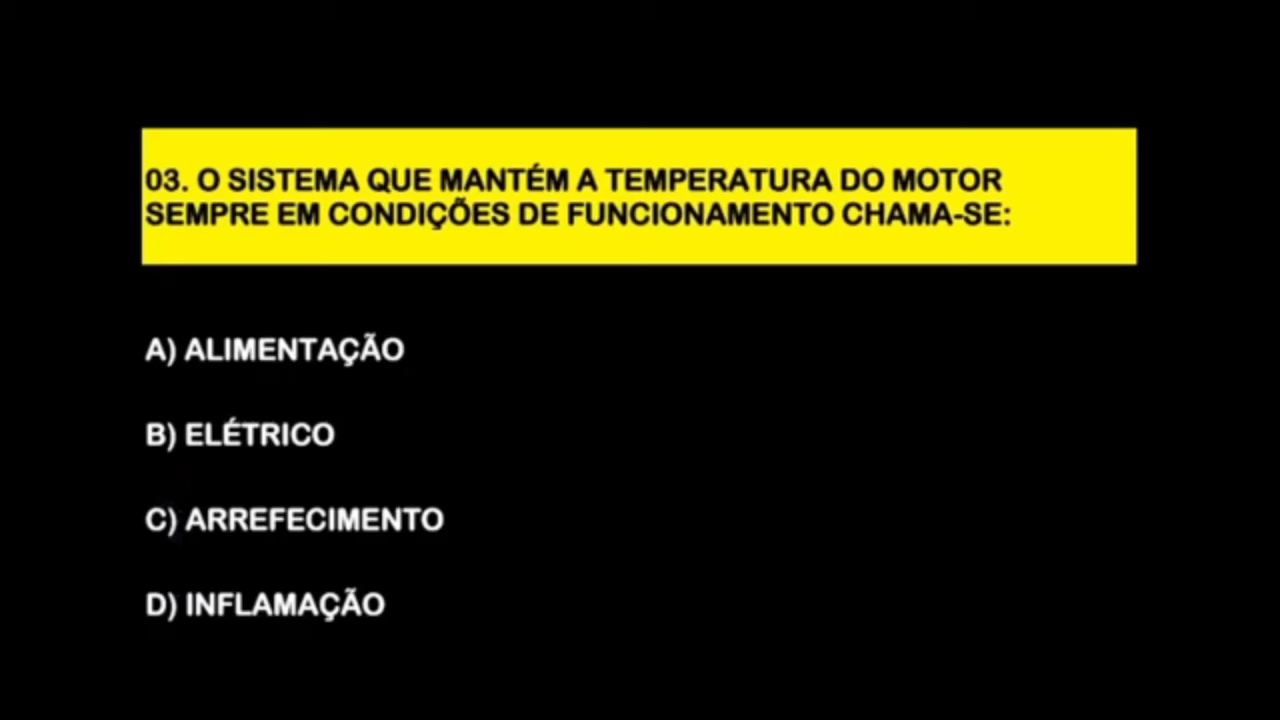 03. O SISTEMA QUE MANTÉM A TEMPERATURA DO MOTOR
SEMPRE EM CONDIÇÕES DE FUNCIONAMENTO CHAMA-SE:
A) ALIMENTAÇÃO
B) ELÉTRICO
C) ARREFECIMENTO
D) INFLAMAÇÃO